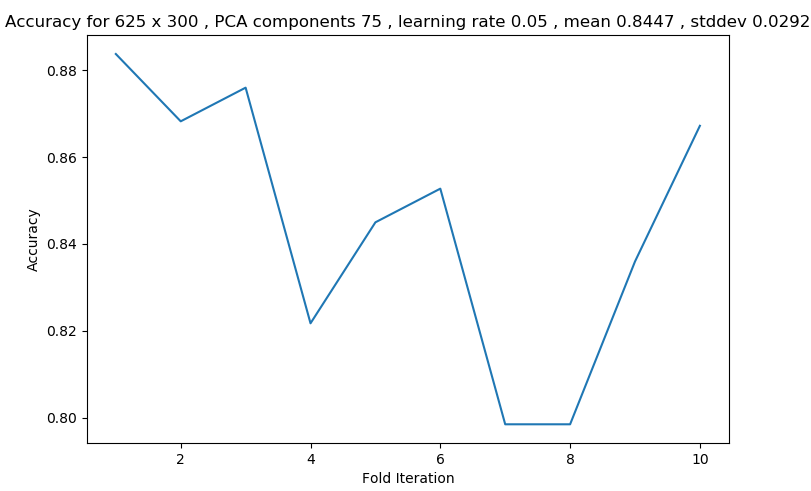 Accuracy for 625 x 300 , PCA components 75 , learning rate 0.05 , mean 0.8447 , stddev 0.0292
0.88
0.86
0.84
0.82
0.80
Accuracy
2 4 6 8 10
Fold Iteration